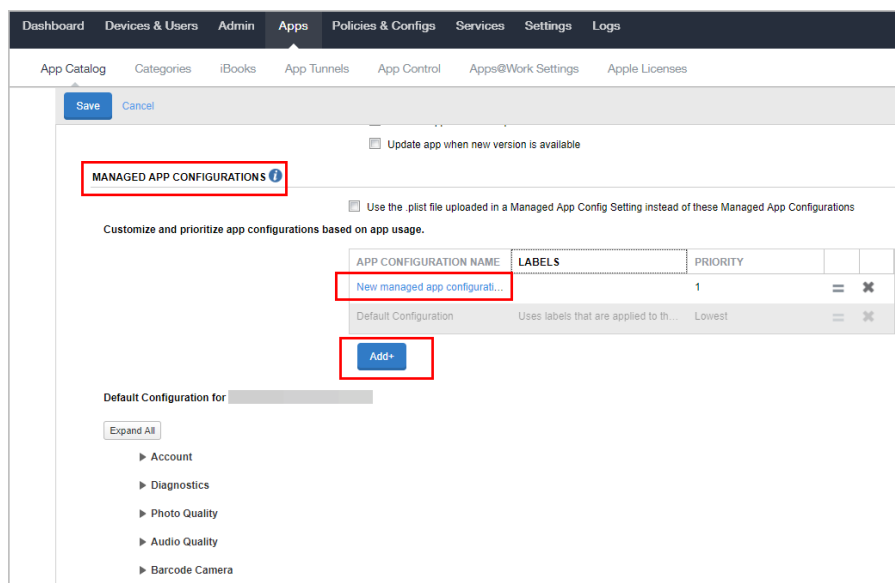 Dashboard Devices & Users Admin Apps Policies & Configs Services Settings Logs
App Catalog Categories iBooks App Tunnels App Control Apps@Work Settings Apple Licenses
Save Cancel
Update app when new version is available
MANAGED APP CONFIGURATIONS
Use the .plist file uploaded in a Managed App Config Setting instead of these Managed App Configurations
Customize and prioritize app configurations based on app usage.
APP CONFIGURATION NAME LABELS PRIORITY
New managed app configurati... 1
Default Configuration Uses labels that are applied to th... Lowest
Add+
Default Configuration for
Expand All
Account
Diagnostics
Photo Quality
Audio Quality
Barcode Camera